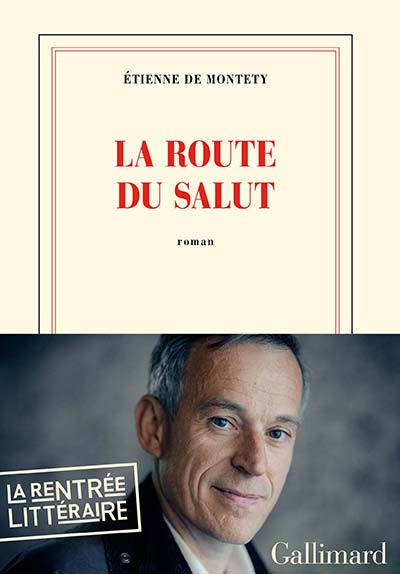 ÉTIENNE DE MONTETY
LA ROUTE
DU SALUT
roman
LA RENTRÉE
LITTÉRAIRE
Gallimard